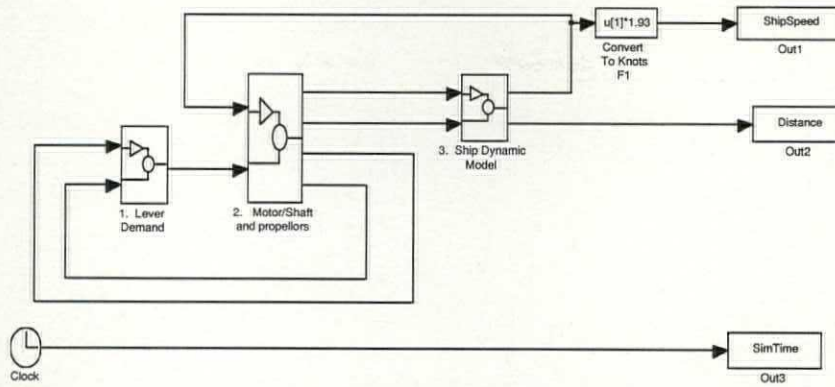 u[1]*1.93
Convert
To Knots
F1
ShipSpeed
Out1
Distance
Out2
3. Ship Dynamic
Model
1. Lever
Demand
2. Motor/Shaft
and propellors
Clock
SimTime
Out3